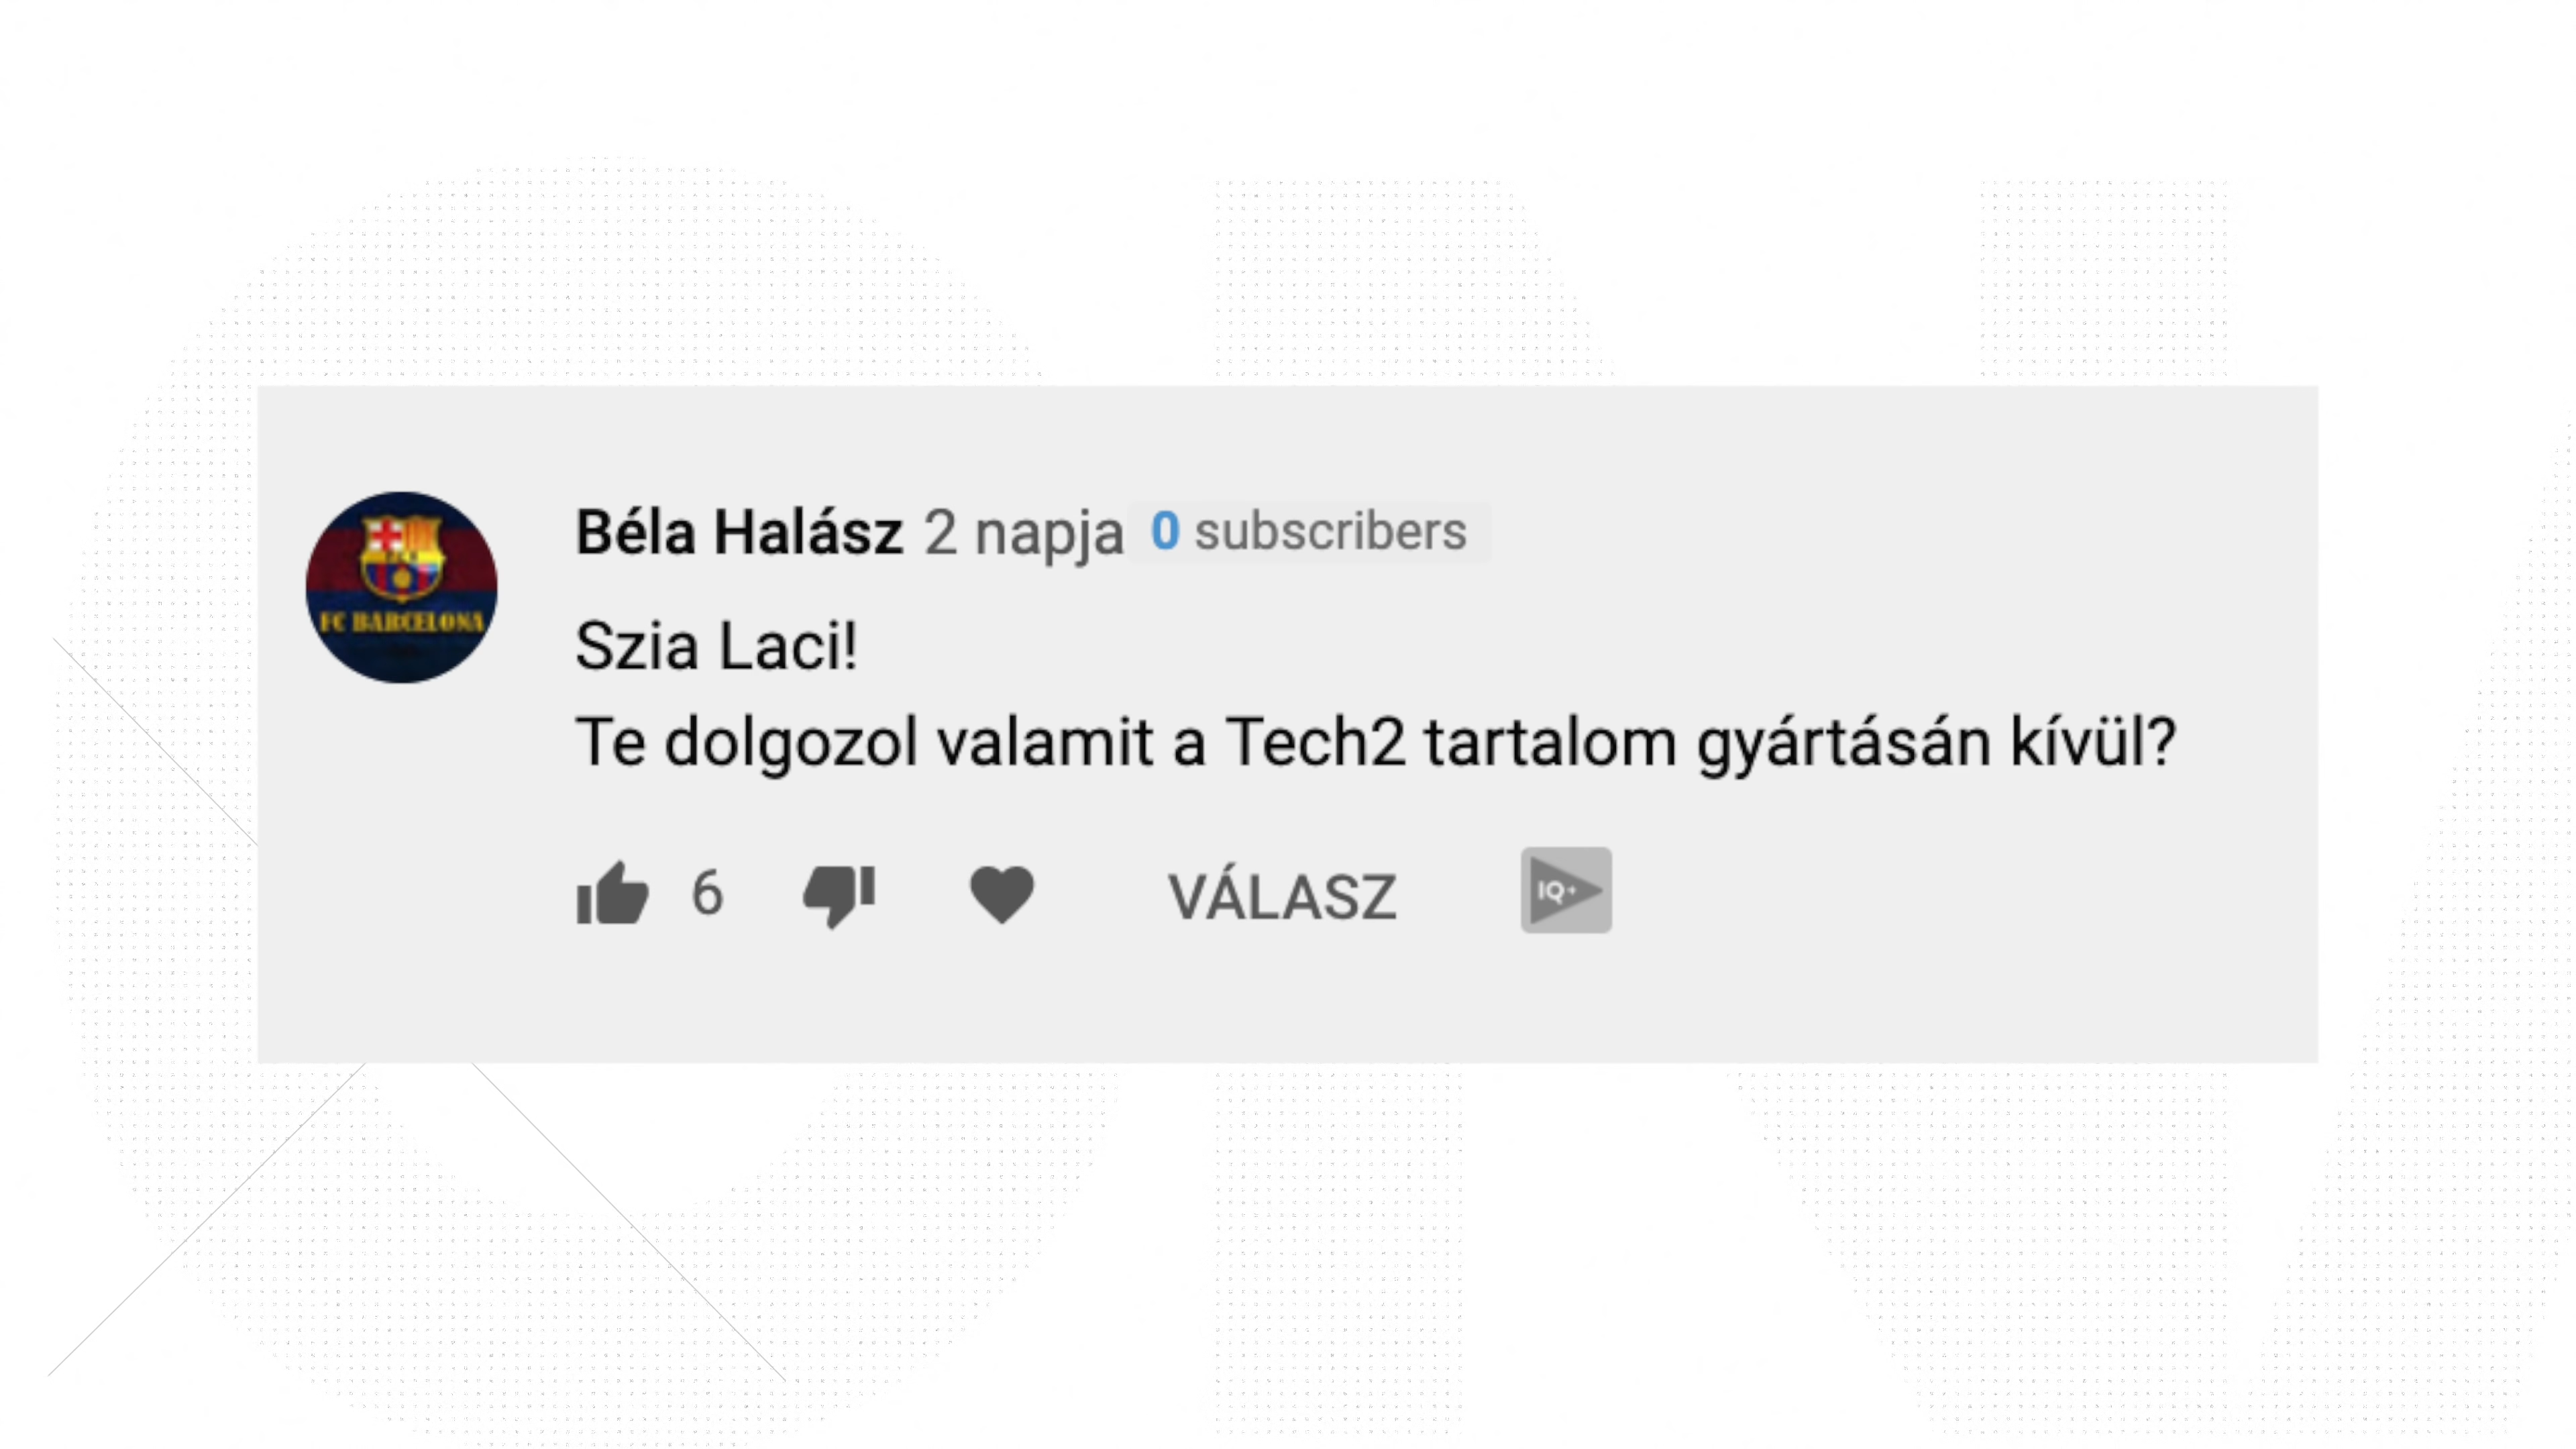 Béla Halász 2 napja 0 subscribers
FC BARCELONA
Szia Laci!
Te dolgozol valamit a Tech2 tartalom gyártásán kívül?
6 VÁLASZ IQ+